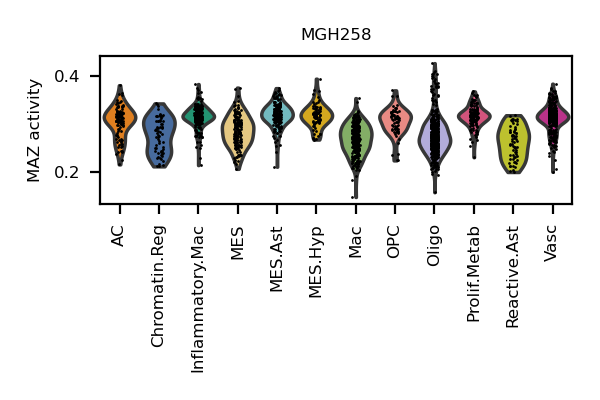 MGH258
MAZ activity
0.4
0.2
AC
Chromatin.Reg
Inflammatory.Mac
MES
MES.Ast
MES.Hyp
Mac
OPC
Oligo
Prolif.Metab
Reactive.Ast
Vasc